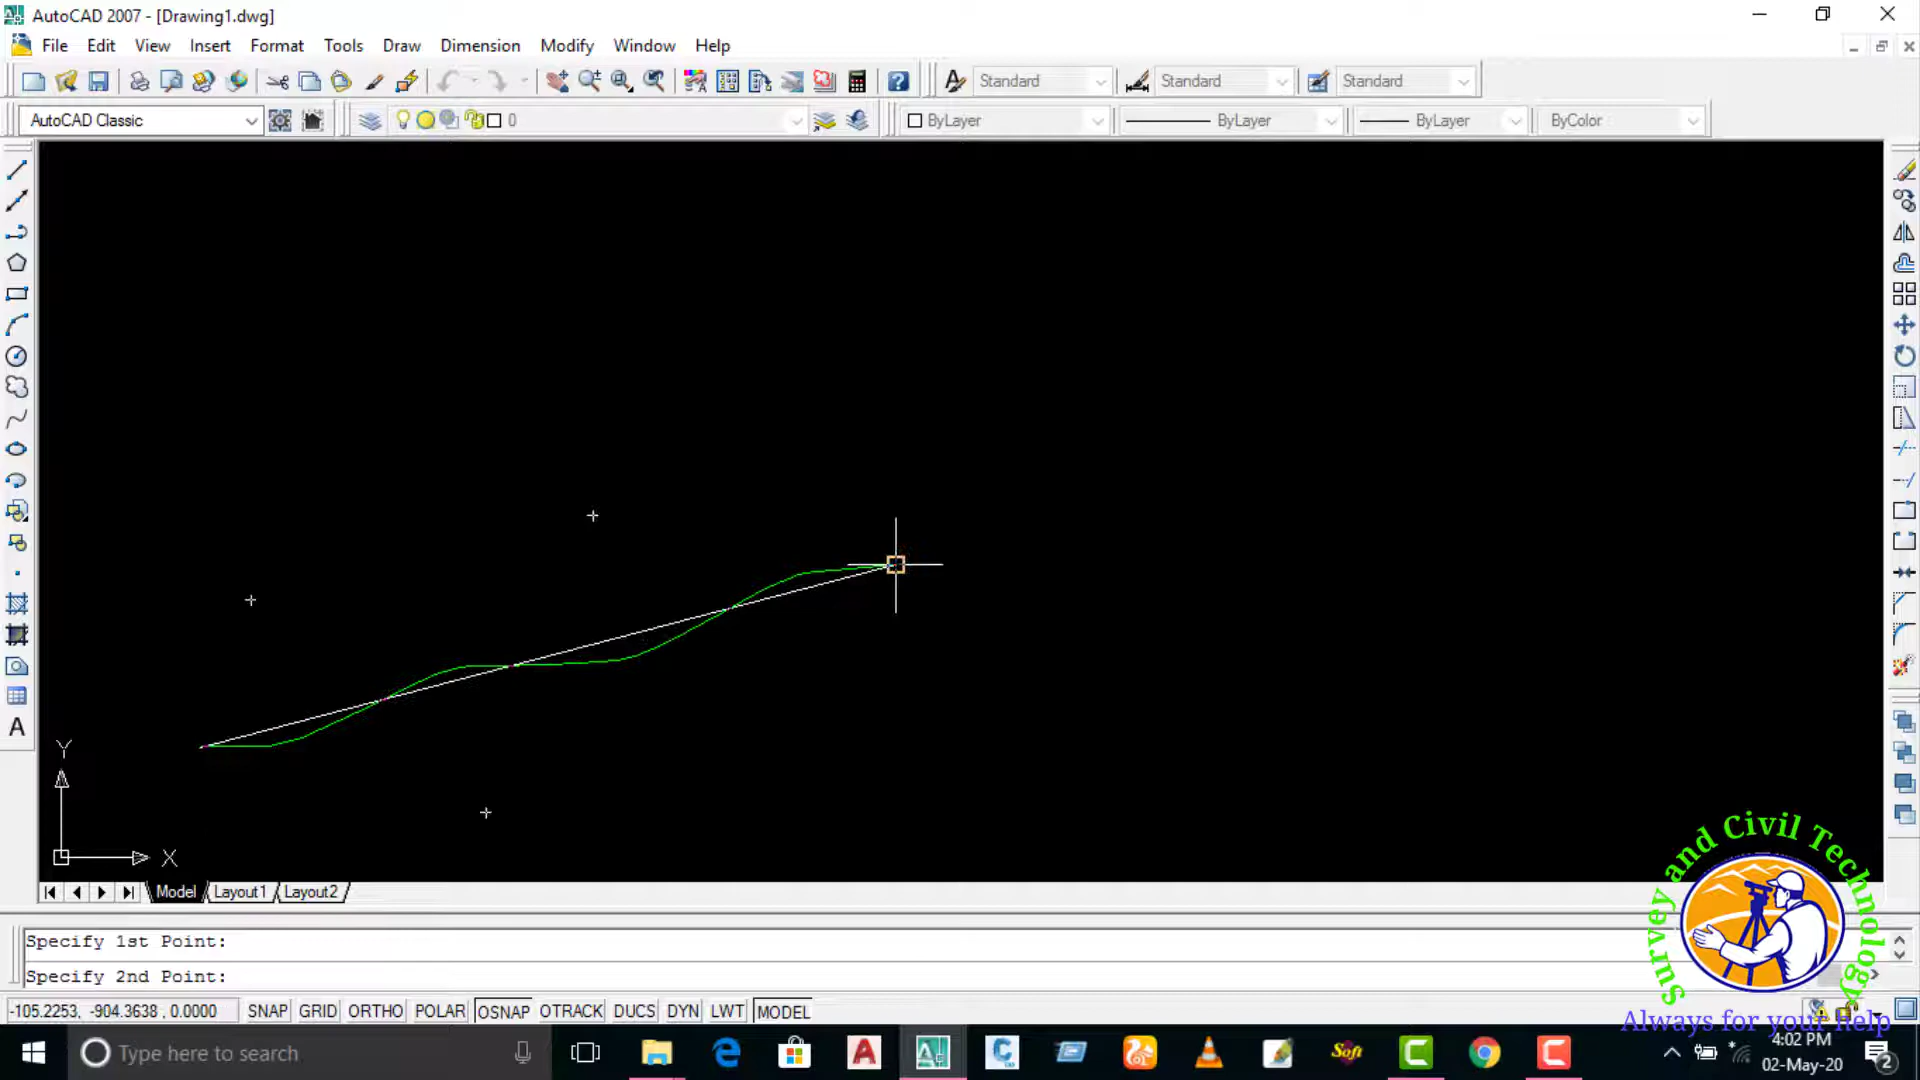 AutoCAD 2007 - [Drawing1.dwg]
File Edit View Insert Format Tools Draw Dimension Modify Window Help
Standard Standard Standard
AutoCAD Classic 0 ByLayer ByLayer ByLayer ByColor
A
Y
X
Model Layout1 Layout2
Specify 1st Point:
Specify 2nd Point:
-105.2253, -904.3638 , 0.0000 SNAP GRID ORTHO POLAR OSNAP OTRACK DUCS DYN LWT MODEL
Survey and Civil Technology
Always for your help
Type here to search
Soft
4:02 PM
02-May-20
2